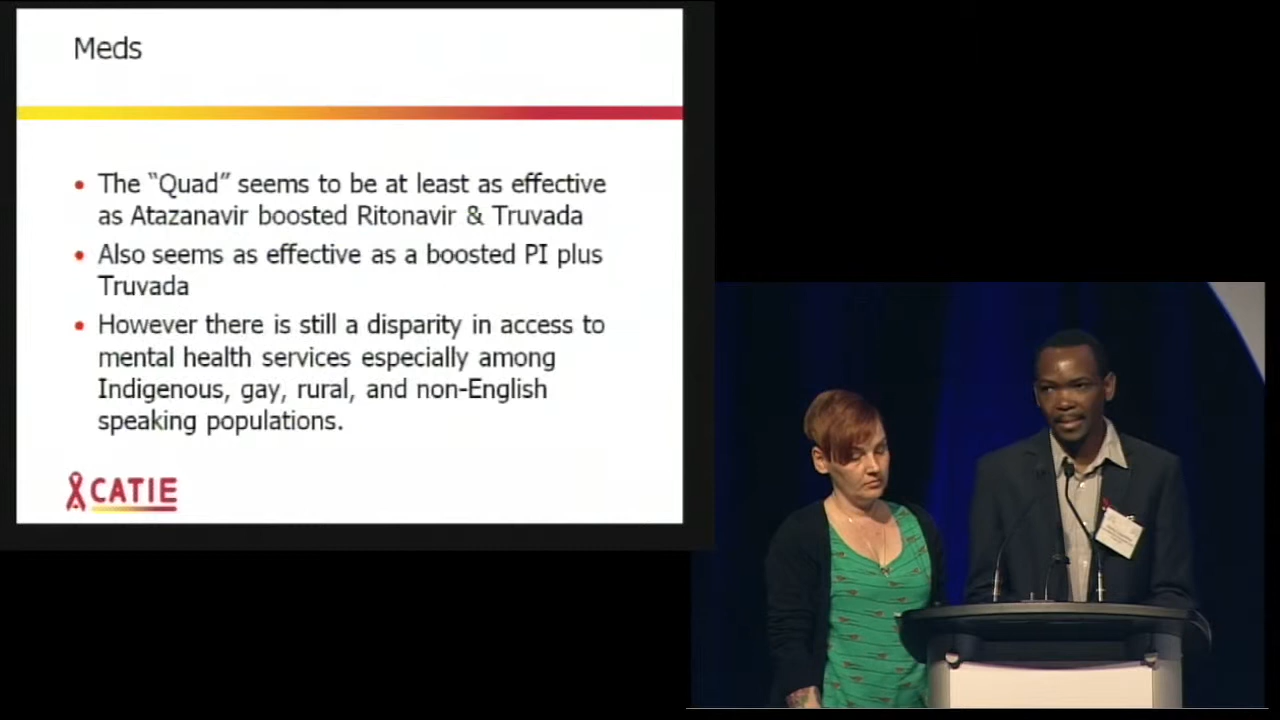 Meds
• The “Quad” seems to be at least as effective
as Atazanavir boosted Ritonavir & Truvada
• Also seems as effective as a boosted PI plus
Truvada
• However there is still a disparity in access to
mental health services especially among
Indigenous, gay, rural, and non-English
speaking populations.
CATIE